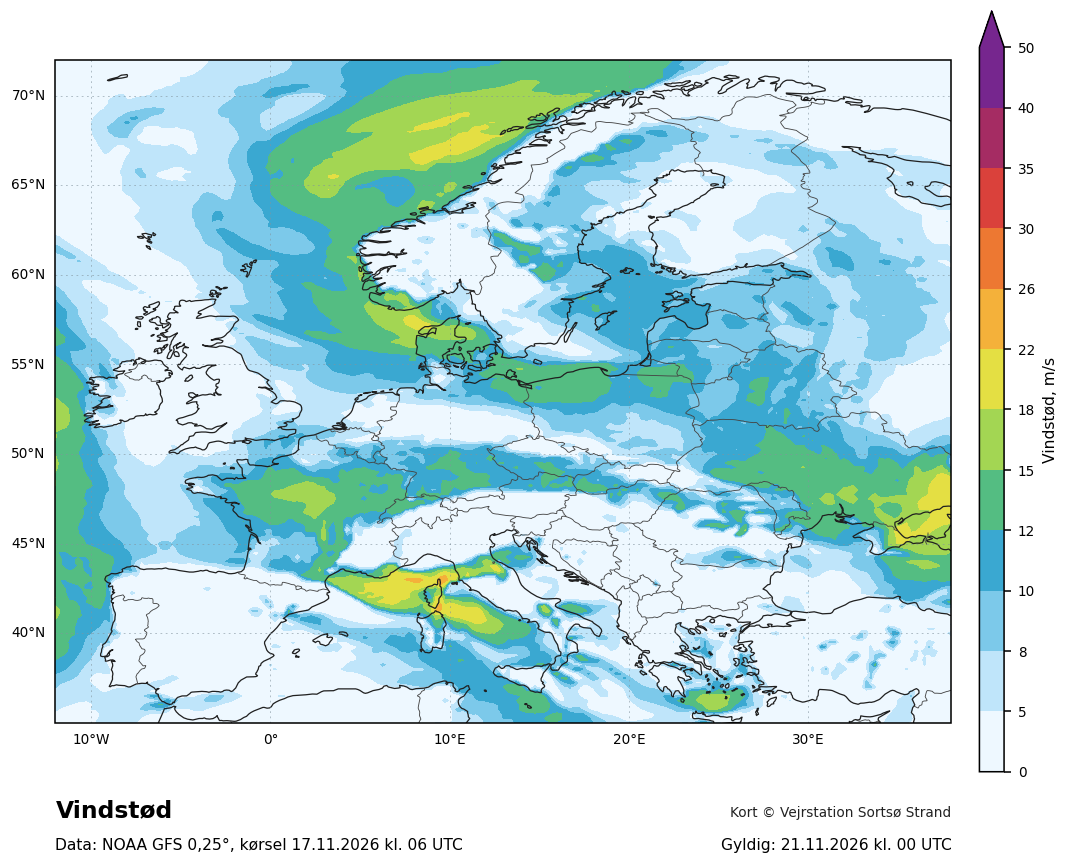 50
40
35
30
26
22
18
15
12
10
8
5
0
Vindstød, m/s
70°N
65°N
60°N
55°N
50°N
45°N
40°N
10°W
0°
10°E
20°E
30°E
Vindstød
Kort © Vejrstation Sortsø Strand
Data: NOAA GFS 0,25°, kørsel 17.11.2026 kl. 06 UTC
Gyldig: 21.11.2026 kl. 00 UTC